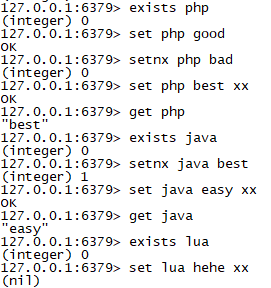 127.0.0.1:6379> exists php
(integer) 0
127.0.0.1:6379> set php good
OK
127.0.0.1:6379> setnx php bad
(integer) 0
127.0.0.1:6379> set php best xx
OK
127.0.0.1:6379> get php
"best"
127.0.0.1:6379> exists java
(integer) 0
127.0.0.1:6379> setnx java best
(integer) 1
127.0.0.1:6379> set java easy xx
OK
127.0.0.1:6379> get java
"easy"
127.0.0.1:6379> exists lua
(integer) 0
127.0.0.1:6379> set lua hehe xx
(nil)